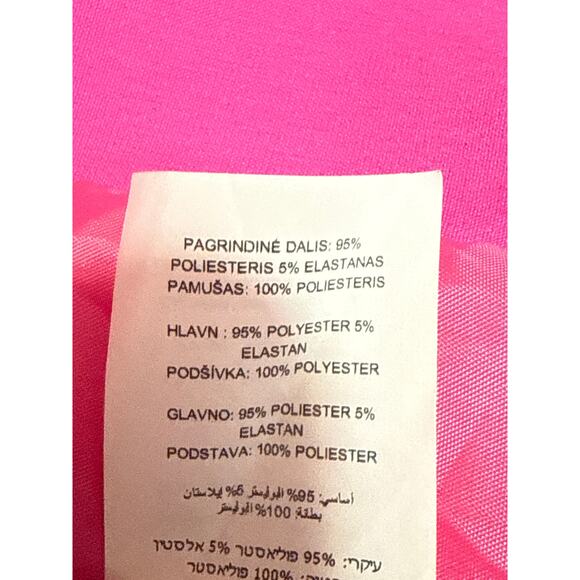 PAGRINDINĖ DALIS: 95%
POLIESTERIS 5% ELASTANAS
PAMUŠAS: 100% POLIESTERIS
HLAVN : 95% POLYESTER 5%
ELASTAN
PODŠÍVKA: 100% POLYESTER
GLAVNO: 95% POLIESTER 5%
ELASTAN
PODSTAVA: 100% POLIESTER
أساسي: 95% البوليستر 5% إيلاستان
بطانة: 100% البوليستر
עיקרי: 95% פוליאסטר 5% אלסטין
100% פוליאסטר